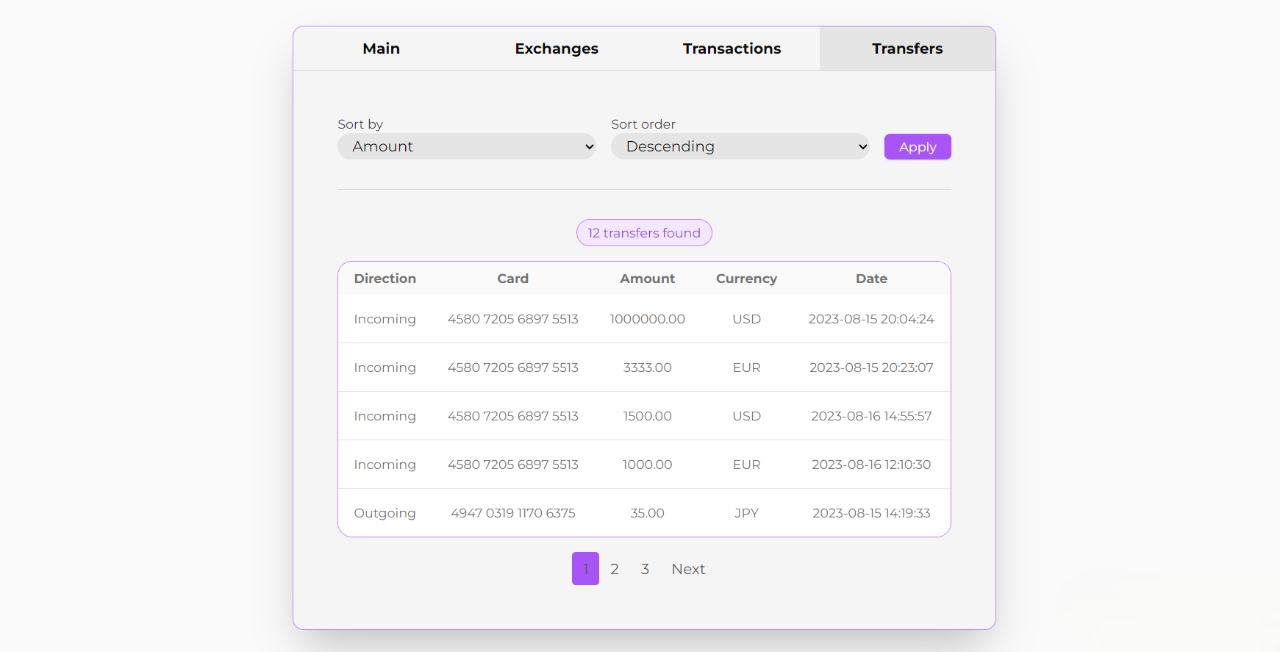 Main Exchanges Transactions Transfers
Sort by Sort order
Amount Descending Apply
12 transfers found
Direction Card Amount Currency Date
Incoming 4580 7205 6897 5513 1000000.00 USD 2023-08-15 20:04:24
Incoming 4580 7205 6897 5513 3333.00 EUR 2023-08-15 20:23:07
Incoming 4580 7205 6897 5513 1500.00 USD 2023-08-16 14:55:57
Incoming 4580 7205 6897 5513 1000.00 EUR 2023-08-16 12:10:30
Outgoing 4947 0319 1170 6375 35.00 JPY 2023-08-15 14:19:33
1 2 3 Next